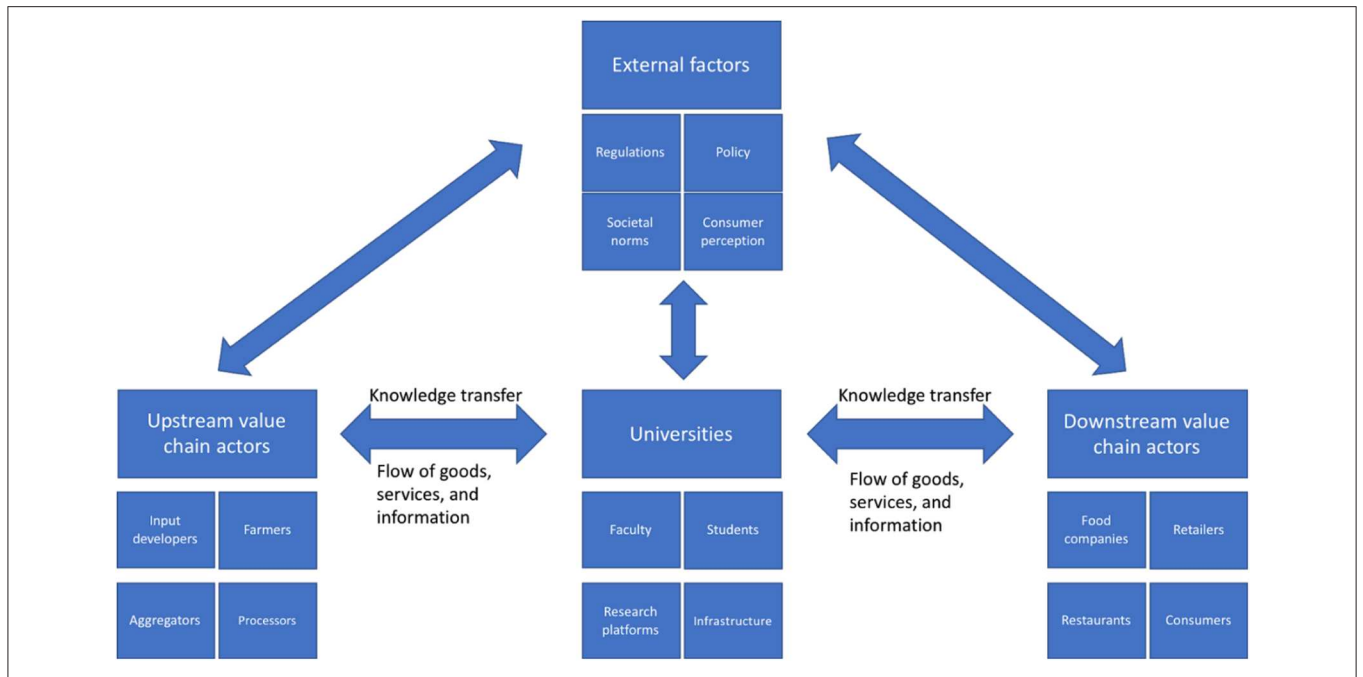 External factors
Regulations
Policy
Societal
norms
Consumer
perception
Upstream value
chain actors
Knowledge transfer
Flow of goods,
services, and
information
Universities
Knowledge transfer
Flow of goods,
services, and
information
Downstream value
chain actors
Input
developers
Farmers
Aggregators
Processors
Faculty
Students
Research
platforms
Infrastructure
Food
companies
Retailers
Restaurants
Consumers